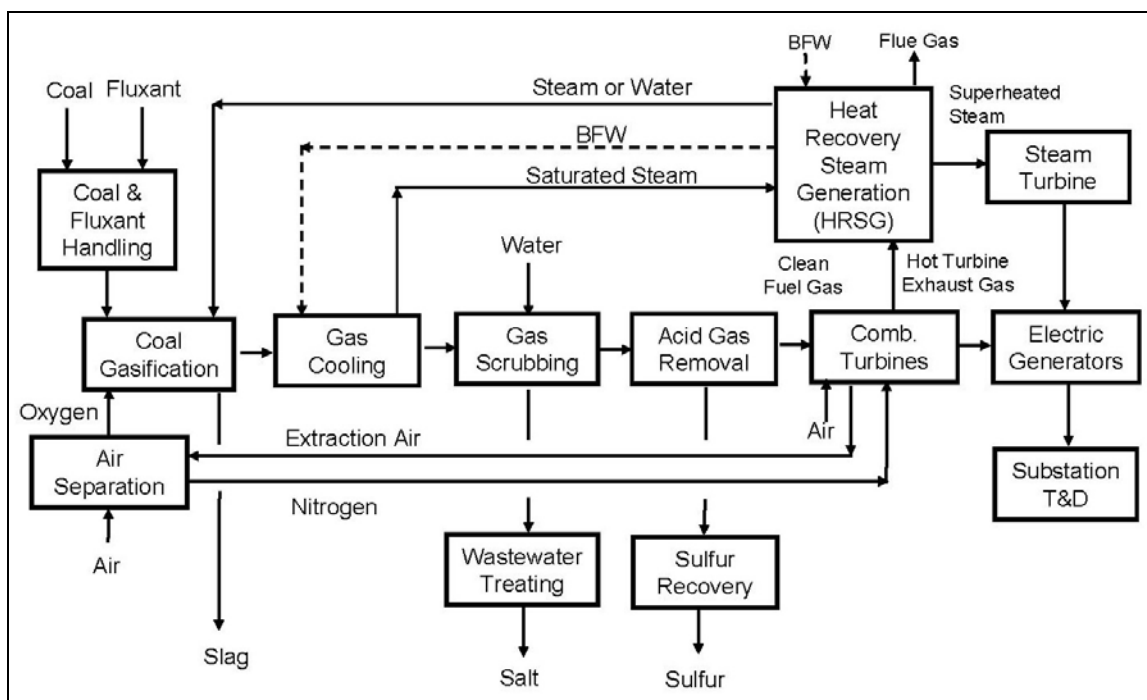 BFW
Flue Gas
Coal Fluxant
Steam or Water
Superheated
Steam
Heat
Recovery
Steam
Generation
(HRSG)
BFW
Steam
Turbine
Coal &
Fluxant
Handling
Saturated Steam
Water
Clean
Fuel Gas
Hot Turbine
Exhaust Gas
Coal
Gasification
Gas
Cooling
Gas
Scrubbing
Acid Gas
Removal
Comb.
Turbines
Electric
Generators
Oxygen
Extraction Air
Air
Air
Separation
Nitrogen
Substation
T&D
Air
Wastewater
Treating
Sulfur
Recovery
Slag
Salt
Sulfur